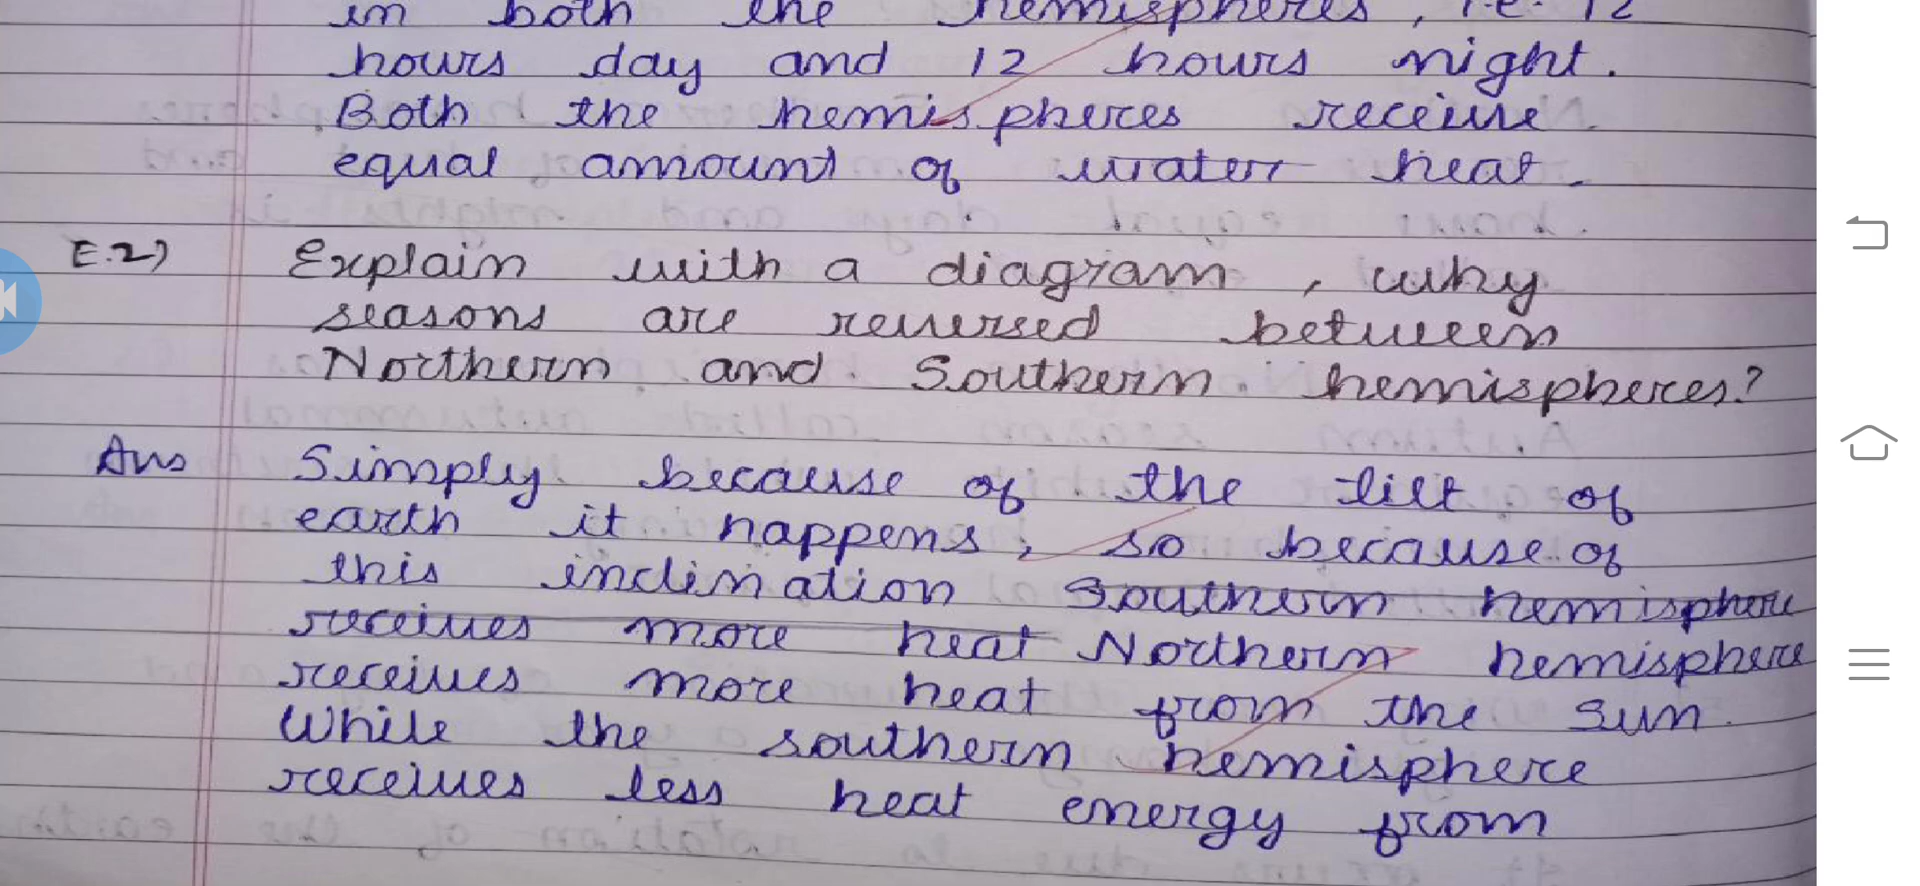 in both the hemispheres, i.e. 12
hours day and 12 hours night.
Both the hemispheres receive
equal amount of water heat.
E.2) Explain with a diagram, why
seasons are reversed between
Northern and Southern hemispheres?
Ans Simply because of the tilt of
earth it happens, so because of
this inclination Southern hemisphere
receives more heat Northern hemisphere
receives more heat from the sun.
While the southern hemisphere
receives less heat energy from